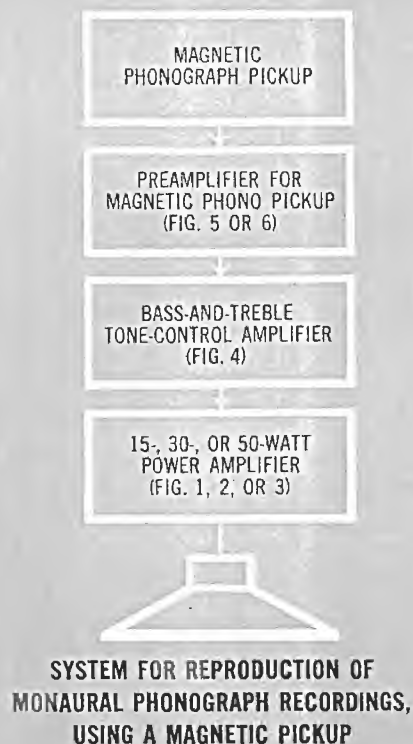 MAGNETIC
PHONOGRAPH PICKUP
PREAMPLIFIER FOR
MAGNETIC PHONO PICKUP
(FIG. 5 OR 6)
BASS-AND-TREBLE
TONE-CONTROL AMPLIFIER
(FIG. 4)
15-, 30-, OR 50-WATT
POWER AMPLIFIER
(FIG. 1, 2, OR 3)
SYSTEM FOR REPRODUCTION OF
MONAURAL PHONOGRAPH RECORDINGS,
USING A MAGNETIC PICKUP